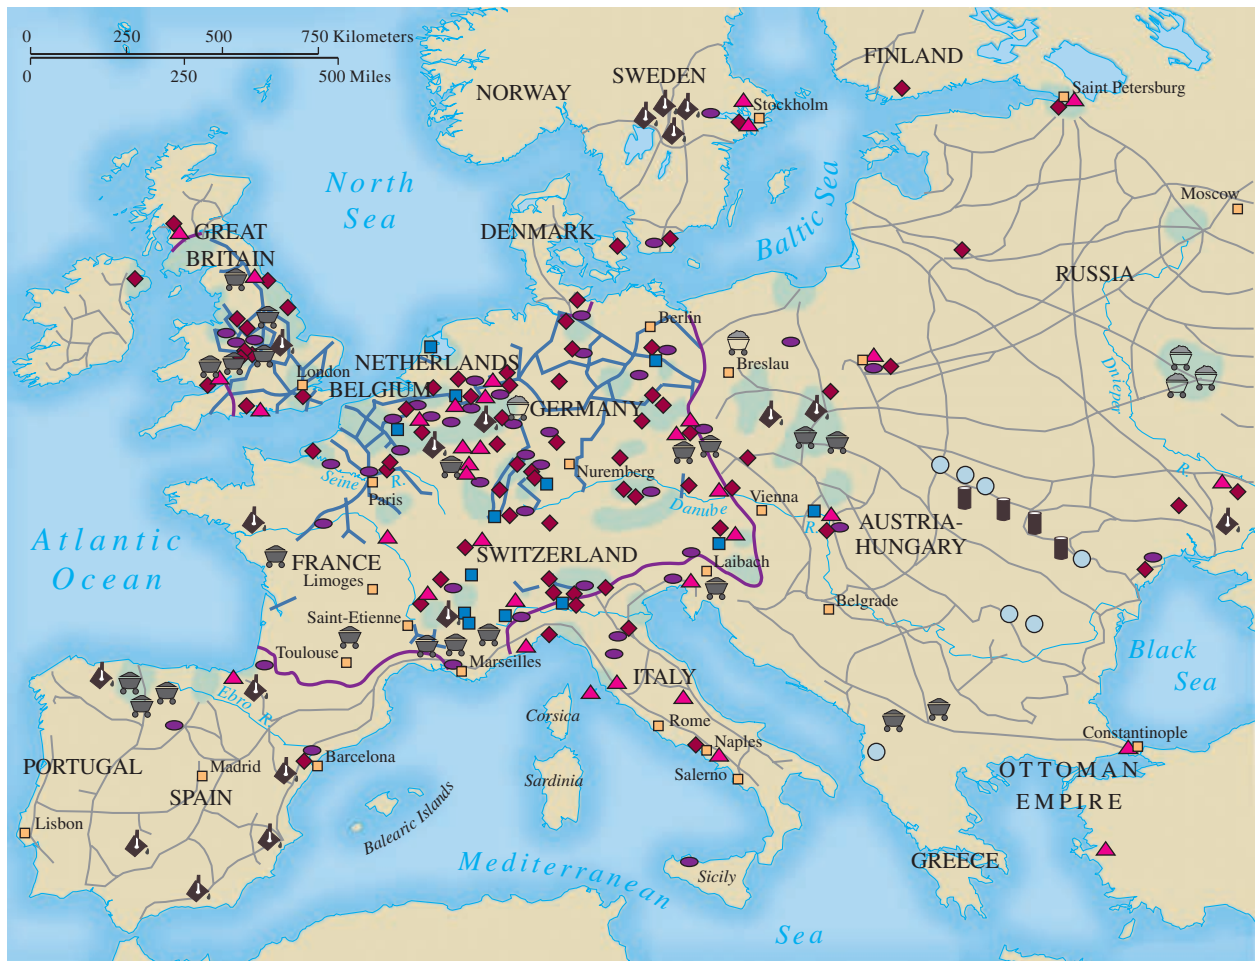 0 250 500 750 Kilometers
0 250 500 Miles
FINLAND
SWEDEN
NORWAY
Stockholm
Saint Petersburg
Moscow
North
Sea
Baltic Sea
GREAT
BRITAIN
DENMARK
RUSSIA
Berlin
NETHERLANDS
London
BELGIUM
Breslau
Dnieper
R.
GERMANY
Nuremberg
Seine R.
Paris
Danube
R.
Vienna
AUSTRIA-
HUNGARY
Atlantic
Ocean
FRANCE
SWITZERLAND
Limoges
Laibach
Saint-Etienne
Belgrade
Toulouse
Marseilles
Black
Sea
Ebro R.
ITALY
Corsica
Rome
Constantinople
Naples
Barcelona
PORTUGAL
Madrid
Salerno
Sardinia
OTTOMAN
EMPIRE
SPAIN
Lisbon
Balearic Islands
Mediterranean
Sea
Sicily
GREECE